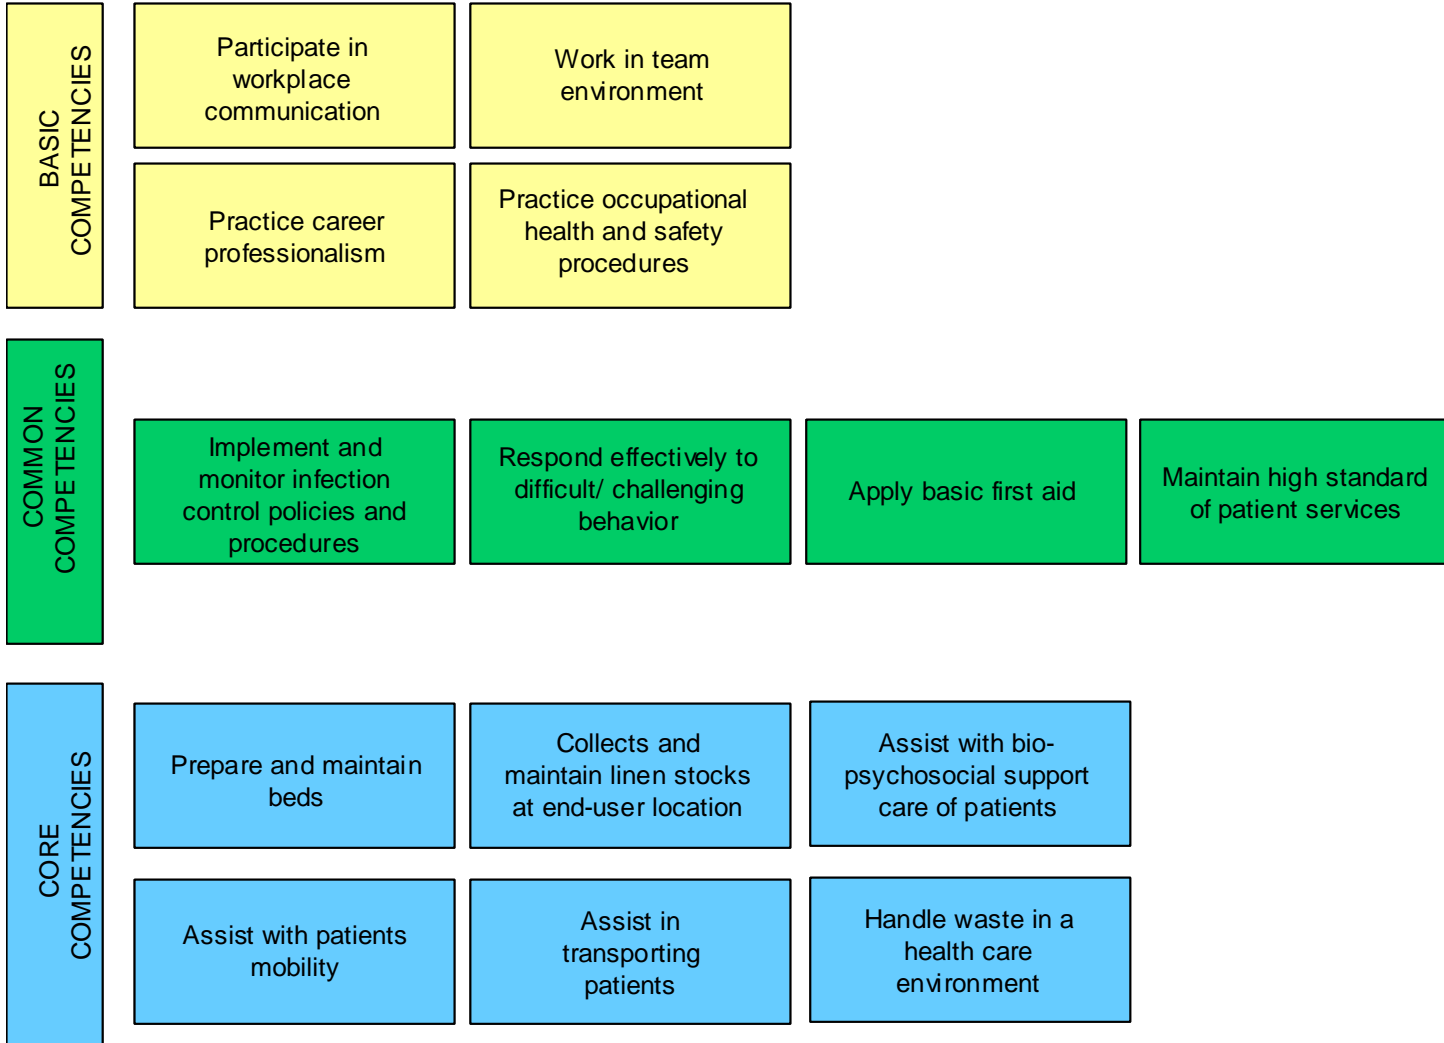 BASIC
COMPETENCIES
Participate in
workplace
communication
Work in team
environment
Practice career
professionalism
Practice occupational
health and safety
procedures
COMMON
COMPETENCIES
Implement and
monitor infection
control policies and
procedures
Respond effectively to
difficult/ challenging
behavior
Apply basic first aid
Maintain high standard
of patient services
CORE
COMPETENCIES
Prepare and maintain
beds
Collects and
maintain linen stocks
at end-user location
Assist with bio-
psychosocial support
care of patients
Assist with patients
mobility
Assist in
transporting
patients
Handle waste in a
health care
environment